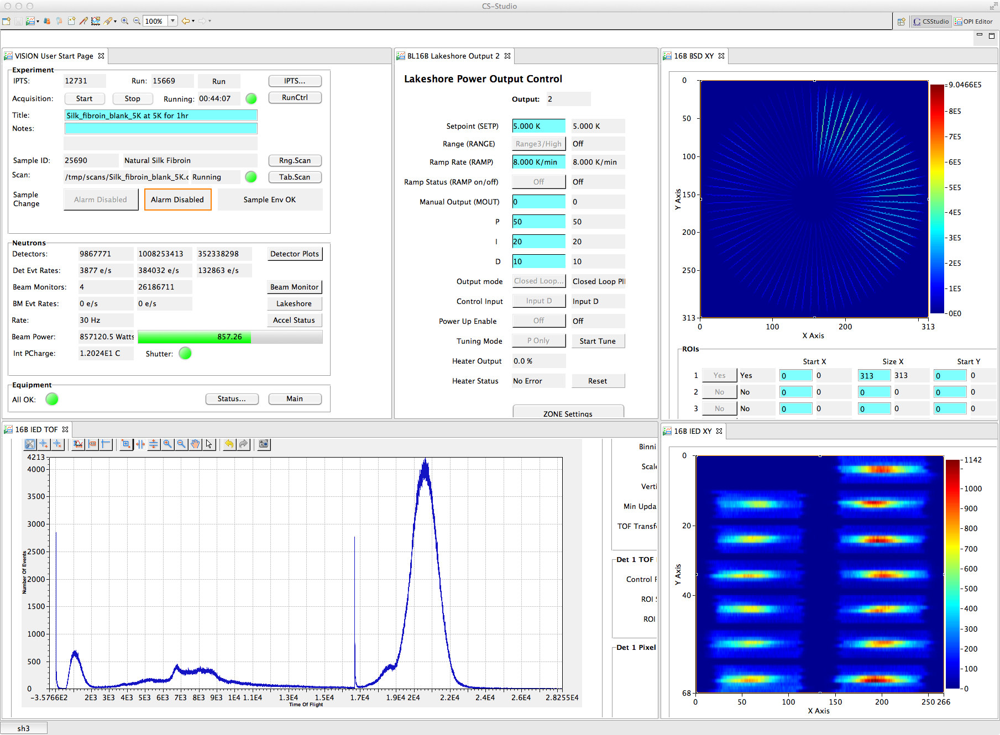 CS-Studio
100%
CSStudio
OPI Editor
VISION User Start Page
Experiment
IPTS: 12731 Run: 15669 Run IPTS...
Acquisition: Start Stop Running: 00:44:07 RunCtrl
Title: Silk_fibroin_blank_5K at 5K for 1hr
Notes:
Sample ID: 25690 Natural Silk Fibroin Rng.Scan
Scan: /tmp/scans/Silk_fibroin_blank_5K.c Running Tab.Scan
Sample Change Alarm Disabled Alarm Disabled Sample Env OK
Neutrons
Detectors: 9867771 1008253413 352338298 Detector Plots
Det Evt Rates: 3877 e/s 384032 e/s 132863 e/s
Beam Monitors: 4 26186711 Beam Monitor
BM Evt Rates: 0 e/s 0 e/s Lakeshore
Rate: 30 Hz Accel Status
Beam Power: 857120.5 Watts 857.26
Int PCharge: 1.2024E1 C Shutter:
Equipment
All OK: Status... Main
BL16B Lakeshore Output 2
Lakeshore Power Output Control
Output: 2
Setpoint (SETP) 5.000 K 5.000 K
Range (RANGE) Range3/High Off
Ramp Rate (RAMP) 8.000 K/min 8.000 K/min
Ramp Status (RAMP on/off) Off Off
Manual Output (MOUT) 0 0
P 50 50
I 20 20
D 10 10
Output mode Closed Loop... Closed Loop PI
Control Input Input D Input D
Power Up Enable Off Off
Tuning Mode P Only Start Tune
Heater Output 0.0 %
Heater Status No Error Reset
ZONE Settings
16B BSD XY
0
50
100
150
200
250
313
Y Axis
0 100 200 313
X Axis
9.0466E5
8E5
7E5
6E5
5E5
4E5
3E5
2E5
1E5
0E0
ROIs
Start X Size X Start Y
1 Yes Yes 0 0 313 313 0 0
2 No No 0 0 0 0 0 0
3 No No 0 0 0 0 0 0
16B IED TOF
4213
4000
3500
3000
2500
2000
1500
1000
500
0
Number Of Events
-3.5766E2 2E3 3E3 4E3 5E3 6E3 7E3 8E3 9E3 1E4 1.1E4 1.3E4 1.5E4 1.7E4 1.9E4 2E4 2.2E4 2.4E4 2.6E4 2.8255E4
Time Of Flight
Binni
Scale
Verti
Min Upda
TOF Transf
Det 1 TOF
Control
ROI
ROI
Det 1 Pixel
16B IED XY
0
20
40
68
Y Axis
0 50 100 150 200 250 266
X Axis
1142
1000
900
800
700
600
500
400
300
200
100
0
sh3